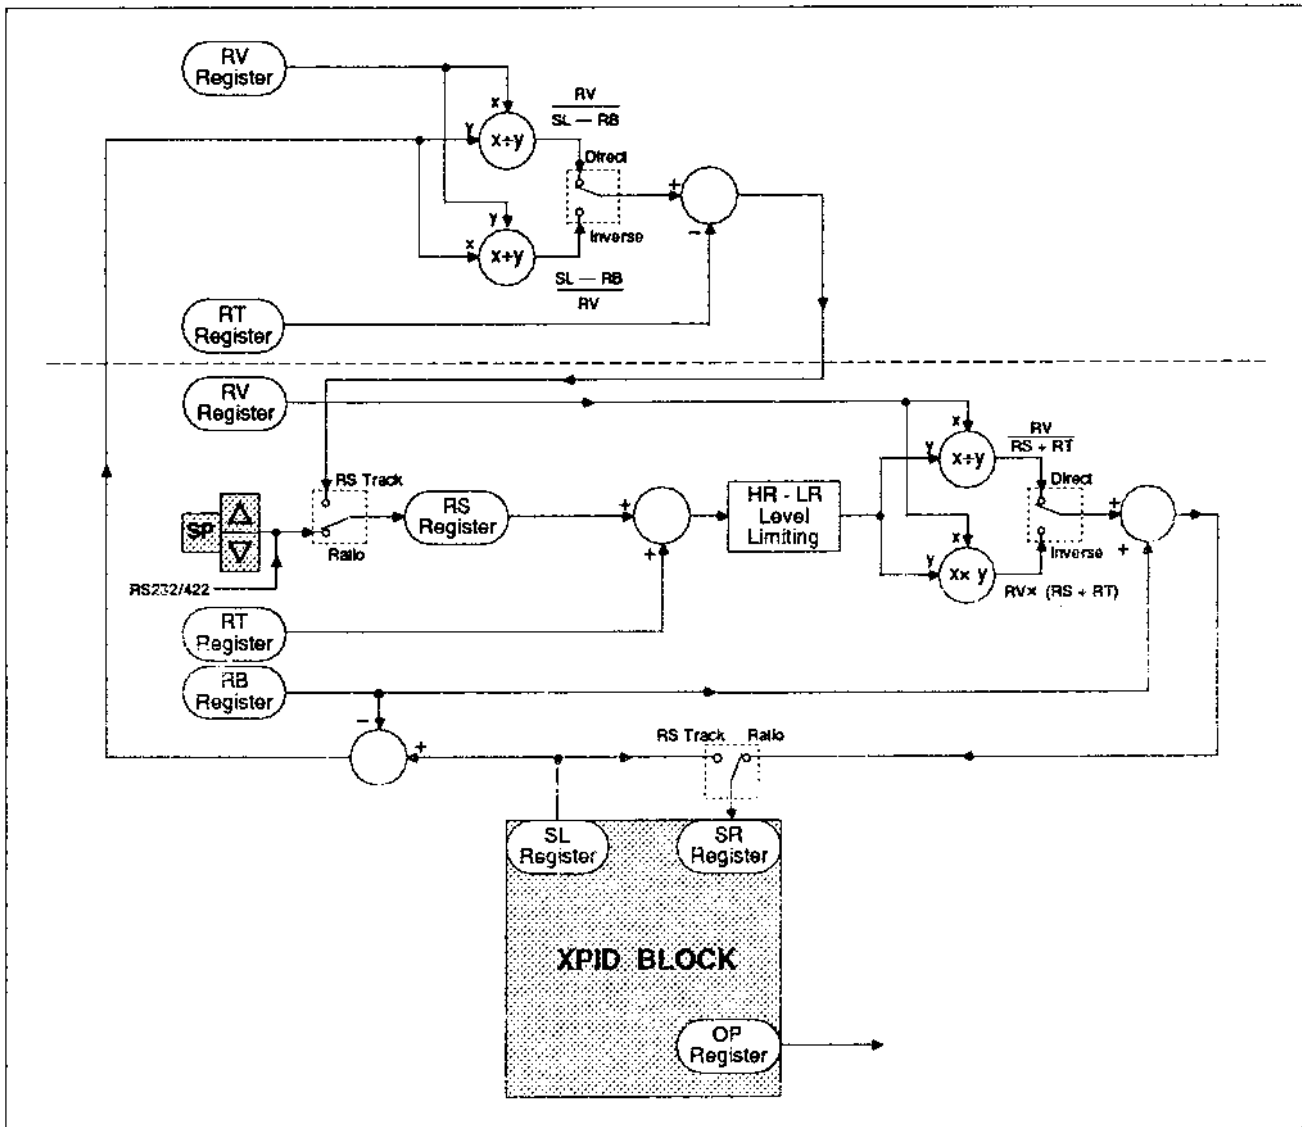 RV
Register
x
RV
SL — RB
y
x÷y
Direct
+
y
−
x
x÷y
Inverse
SL — RB
RV
RT
Register
RV
Register
x
RV
RS + RT
y
x÷y
RS Track
Direct
SP
RS
Register
+
HR - LR
Level
Limiting
+
Ratio
+
x
Inverse
+
RS232/422
y
x× y
RV× (RS + RT)
RT
Register
RB
Register
−
+
RS Track
Ratio
SL
Register
SR
Register
XPID BLOCK
OP
Register